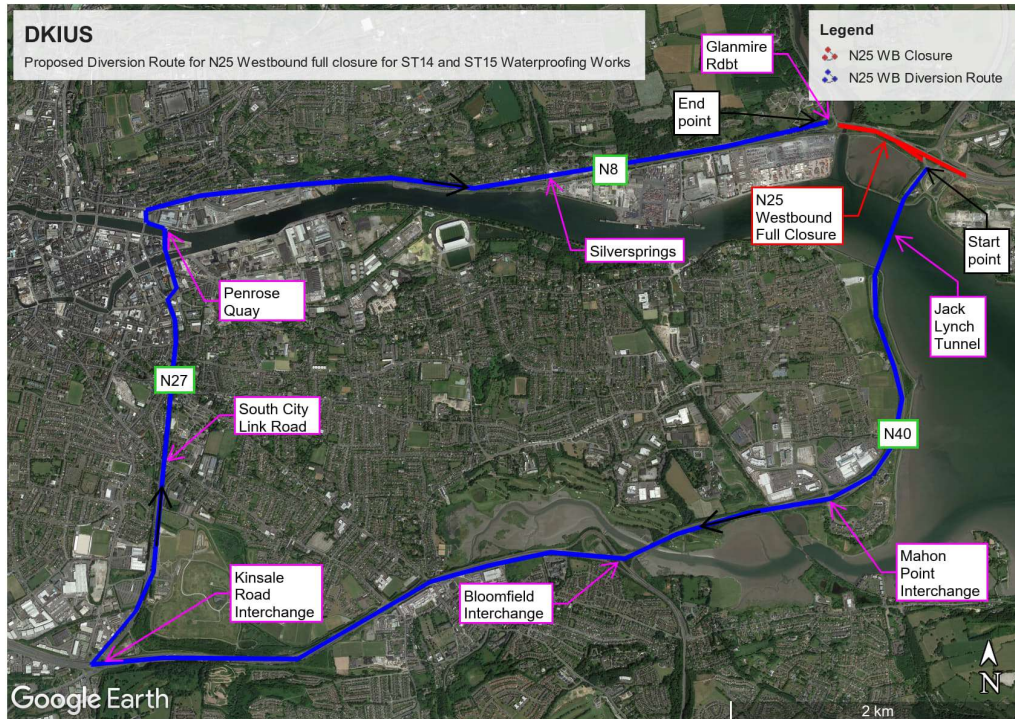 DKIUS
Proposed Diversion Route for N25 Westbound full closure for ST14 and ST15 Waterproofing Works
Legend
N25 WB Closure
N25 WB Diversion Route
Glanmire
Rdbt
End
point
N8
N25
Westbound
Full Closure
Silversprings
Start
point
Penrose
Quay
Jack
Lynch
Tunnel
N27
South City
Link Road
N40
Kinsale
Road
Interchange
Bloomfield
Interchange
Mahon
Point
Interchange
N
Google Earth
2 km